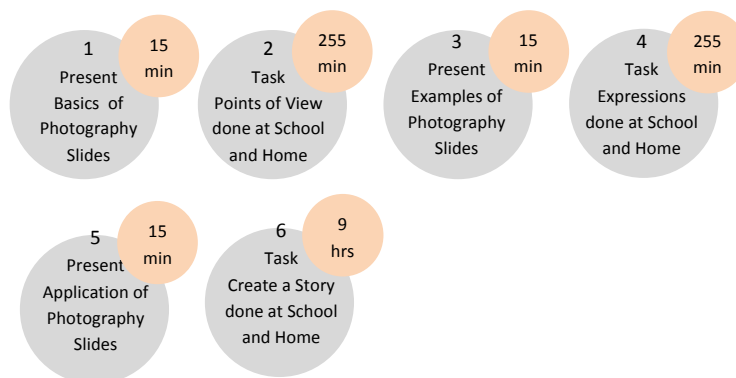 1
15
min
Present
Basics of
Photography
Slides
2
255
min
Task
Points of View
done at School
and Home
3
15
min
Present
Examples of
Photography
Slides
4
255
min
Task
Expressions
done at School
and Home
5
15
min
Present
Application of
Photography
Slides
6
9
hrs
Task
Create a Story
done at School
and Home